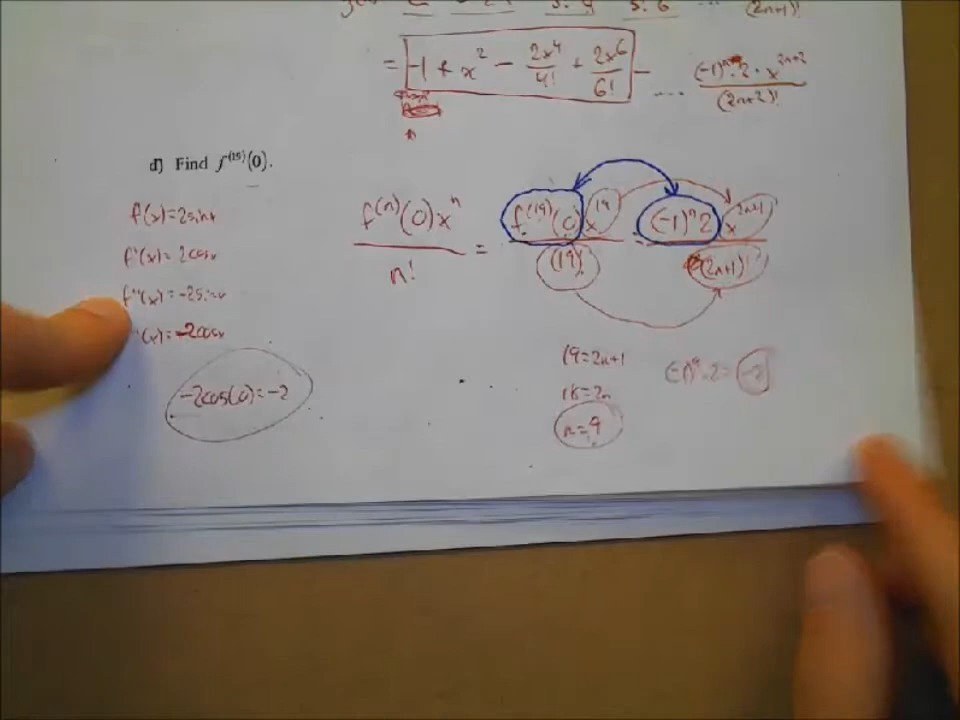 = -1 + x² - 2x⁴/4! + 2x⁶/6! - .... (-1)ⁿ·2·x²ⁿ⁺²/(2n+2)!
d) Find f⁽¹⁹⁾(0).
f(x)=2sinx
f'(x)=2cosx
f''(x)=-2sinx
'(x)=-2cosx
-2cos(0)=-2
f⁽ⁿ⁾(0)xⁿ/n! = f⁽¹⁹⁾(0)x¹⁹/(19)! = (-1)ⁿ2 x²ⁿ⁺¹/(2n+1)!
19=2n+1
18=2n
n=9
(-1)⁹·2=-2